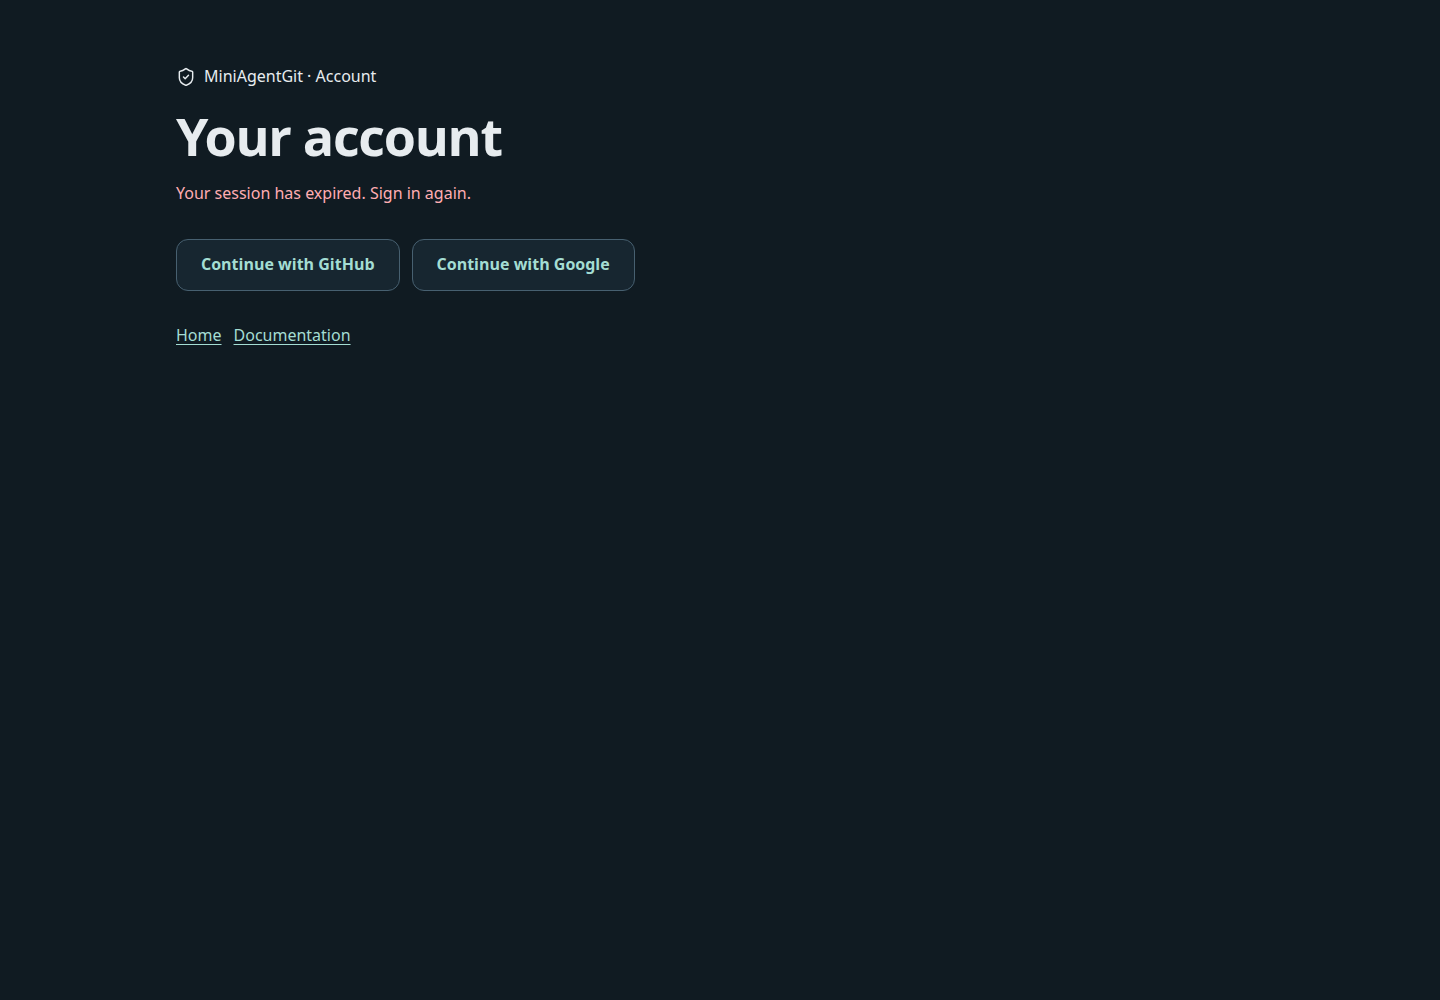 MiniAgentGit · Account
Your account
Your session has expired. Sign in again.
Continue with GitHub
Continue with Google
Home
Documentation